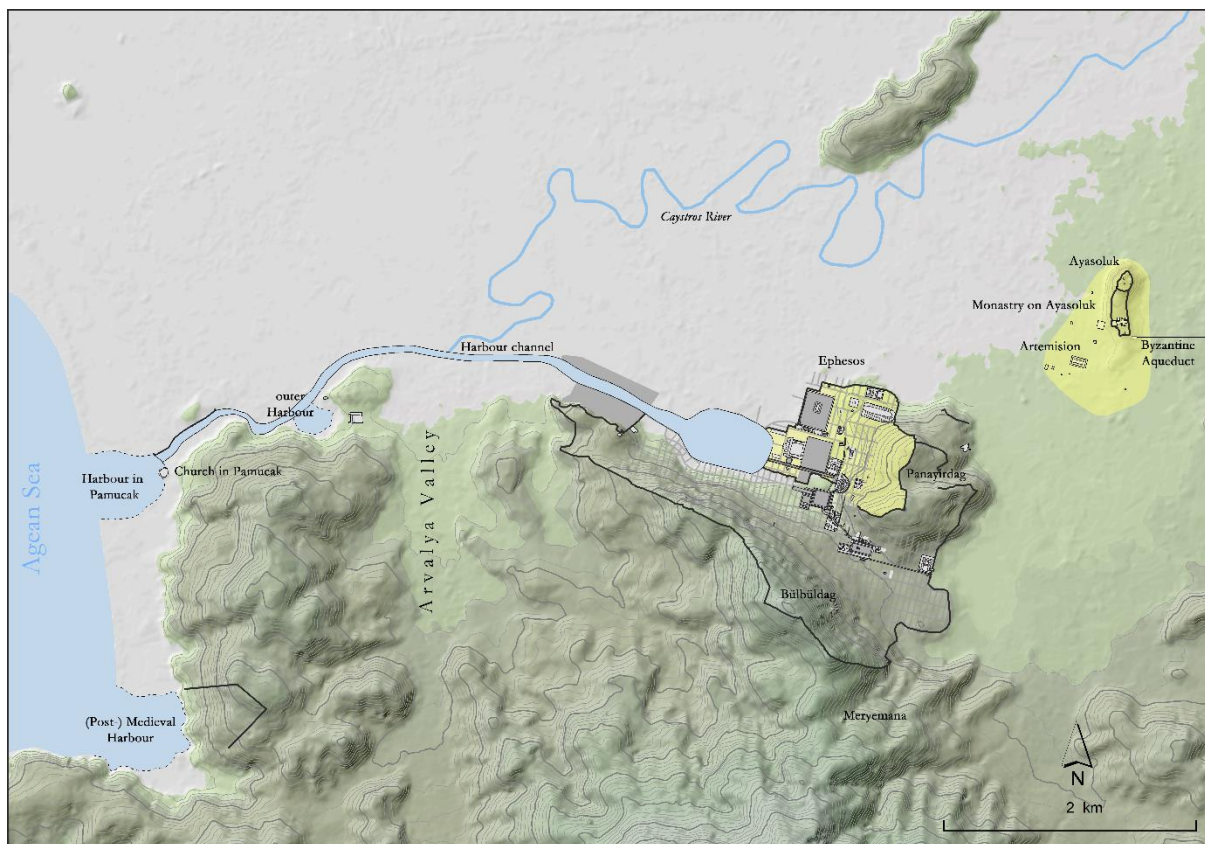 Caystros River
Ayasoluk
Monastry on Ayasoluk
Artemision
Byzantine
Aqueduct
Harbour channel
Ephesos
outer
Harbour
Church in Pamucak
Harbour in
Pamucak
Agean Sea
Arvalya Valley
Panayirdag
Bülbüldag
Meryemana
(Post-) Medieval
Harbour
N
2 km